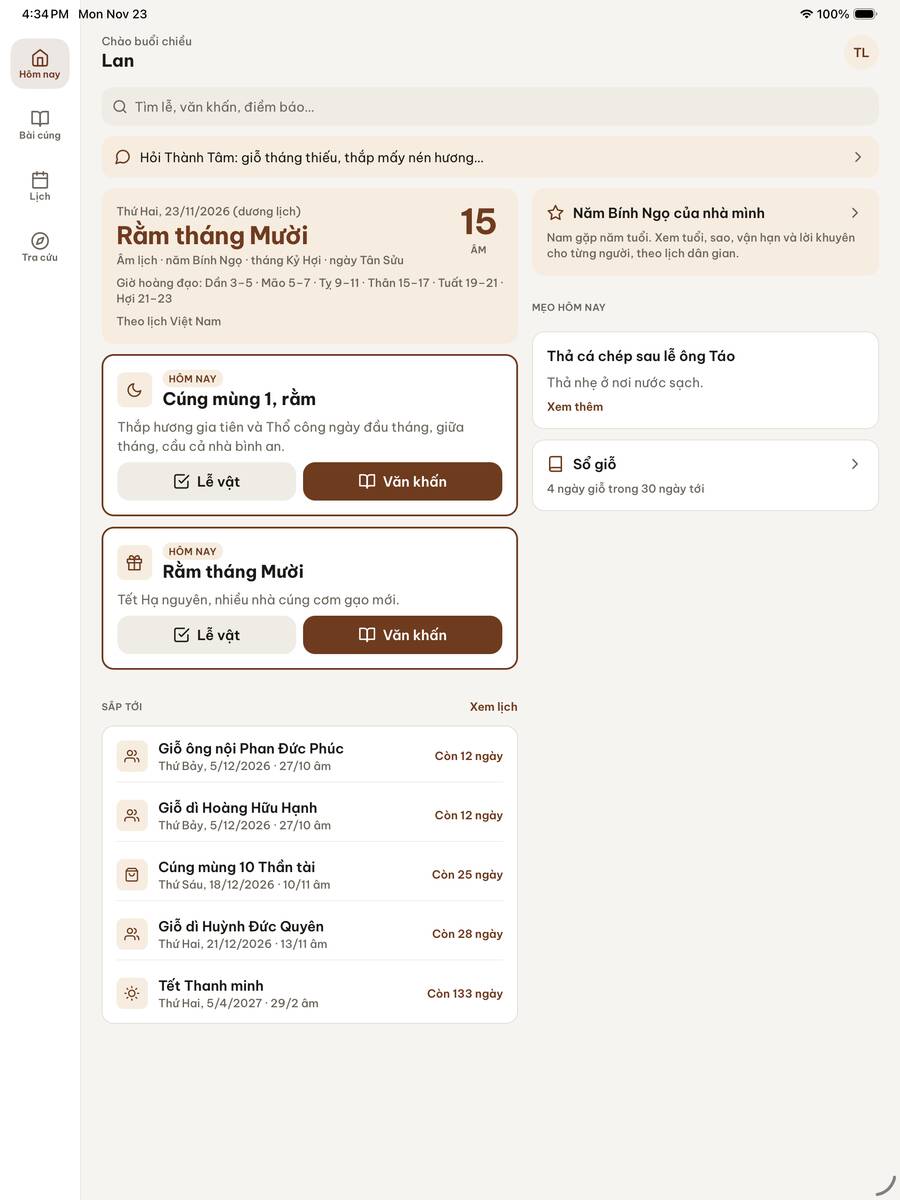 4:34 PM Mon Nov 23
100%
Hôm nay
Bài cúng
Lịch
Tra cứu
Chào buổi chiều
Lan
TL
Tìm lễ, văn khấn, điềm báo...
Hỏi Thành Tâm: giỗ tháng thiếu, thắp mấy nén hương...
Thứ Hai, 23/11/2026 (dương lịch)
Rằm tháng Mười
15
ÂM
Âm lịch · năm Bính Ngọ · tháng Kỷ Hợi · ngày Tân Sửu
Giờ hoàng đạo: Dần 3–5 · Mão 5–7 · Tỵ 9–11 · Thân 15–17 · Tuất 19–21 ·
Hợi 21–23
Theo lịch Việt Nam
HÔM NAY
Cúng mùng 1, rằm
Thắp hương gia tiên và Thổ công ngày đầu tháng, giữa
tháng, cầu cả nhà bình an.
Lễ vật
Văn khấn
HÔM NAY
Rằm tháng Mười
Tết Hạ nguyên, nhiều nhà cúng cơm gạo mới.
Lễ vật
Văn khấn
SẮP TỚI
Xem lịch
Giỗ ông nội Phan Đức Phúc
Thứ Bảy, 5/12/2026 · 27/10 âm
Còn 12 ngày
Giỗ dì Hoàng Hữu Hạnh
Thứ Bảy, 5/12/2026 · 27/10 âm
Còn 12 ngày
Cúng mùng 10 Thần tài
Thứ Sáu, 18/12/2026 · 10/11 âm
Còn 25 ngày
Giỗ dì Huỳnh Đức Quyên
Thứ Hai, 21/12/2026 · 13/11 âm
Còn 28 ngày
Tết Thanh minh
Thứ Hai, 5/4/2027 · 29/2 âm
Còn 133 ngày
Năm Bính Ngọ của nhà mình
Nam gặp năm tuổi. Xem tuổi, sao, vận hạn và lời khuyên
cho từng người, theo lịch dân gian.
MẸO HÔM NAY
Thả cá chép sau lễ ông Táo
Thả nhẹ ở nơi nước sạch.
Xem thêm
Sổ giỗ
4 ngày giỗ trong 30 ngày tới